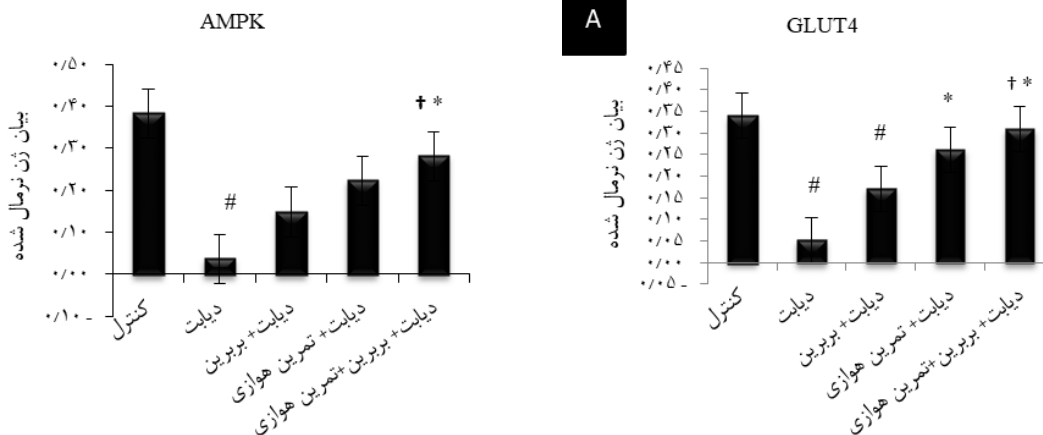 AMPK
بیان ژن نرمال شده
۰/۵۰
۰/۴۰
۰/۳۰
۰/۲۰
۰/۱۰
۰/۰۰
۰/۱۰ -
#
† *
کنترل
دیابت
دیابت+ بربرین
دیابت+ تمرین هوازی
دیابت+ بربرین+تمرین هوازی
A
GLUT4
بیان ژن نرمال شده
۰/۴۵
۰/۴۰
۰/۳۵
۰/۳۰
۰/۲۵
۰/۲۰
۰/۱۵
۰/۱۰
۰/۰۵
۰/۰۰
۰/۰۵ -
#
#
*
† *
کنترل
دیابت
دیابت+ بربرین
دیابت+ تمرین هوازی
دیابت+ بربرین+تمرین هوازی